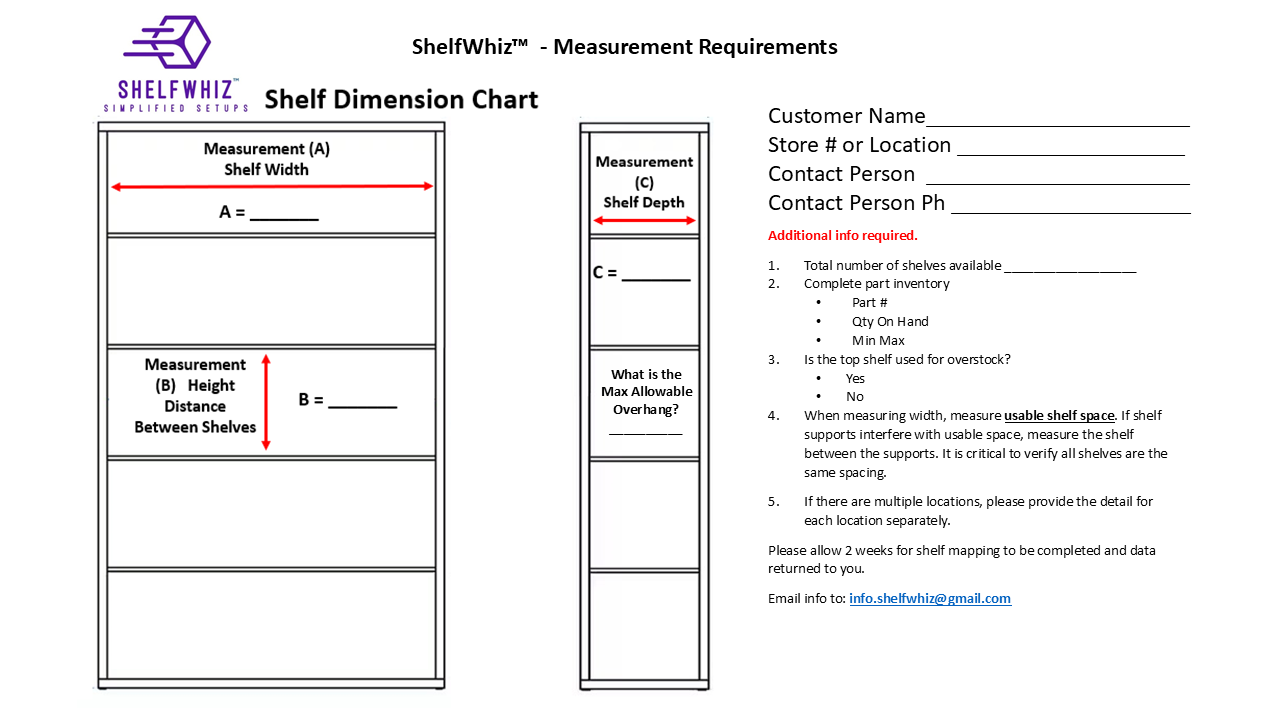 ShelfWhiz™ - Measurement Requirements
SHELFWHIZ™
SIMPLIFIED SETUPS
Shelf Dimension Chart
Measurement (A)
Shelf Width
A = _______
Measurement
(B) Height
Distance
Between Shelves
B = _______
Measurement
(C)
Shelf Depth
C = _______
What is the
Max Allowable
Overhang?
__________
Customer Name______________________
Store # or Location ___________________
Contact Person ______________________
Contact Person Ph ____________________
Additional info required.
1. Total number of shelves available __________________
2. Complete part inventory
• Part #
• Qty On Hand
• Min Max
3. Is the top shelf used for overstock?
• Yes
• No
4. When measuring width, measure usable shelf space. If shelf
supports interfere with usable space, measure the shelf
between the supports. It is critical to verify all shelves are the
same spacing.
5. If there are multiple locations, please provide the detail for
each location separately.
Please allow 2 weeks for shelf mapping to be completed and data
returned to you.
Email info to: info.shelfwhiz@gmail.com